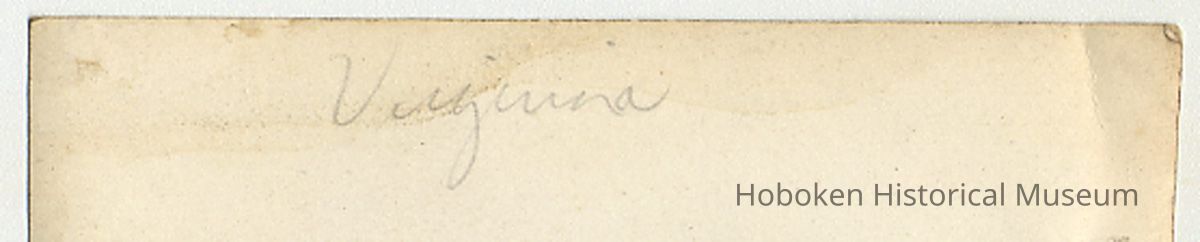 Virginia
Hoboken Historical Museum